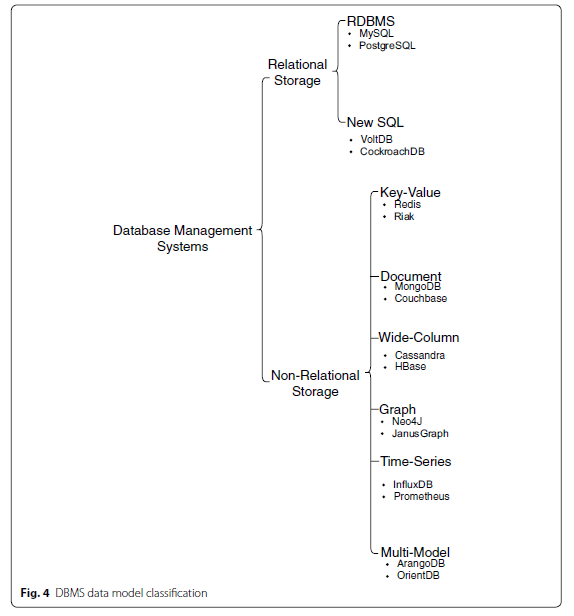 RDBMS
• MySQL
• PostgreSQL
Relational
Storage
New SQL
• VoltDB
• CockroachDB
Database Management
Systems
Key-Value
• Redis
• Riak
Document
• MongoDB
• Couchbase
Wide-Column
• Cassandra
• HBase
Non-Relational
Storage
Graph
• Neo4J
• JanusGraph
Time-Series
• InfluxDB
• Prometheus
Multi-Model
• ArangoDB
• OrientDB
Fig. 4 DBMS data model classification